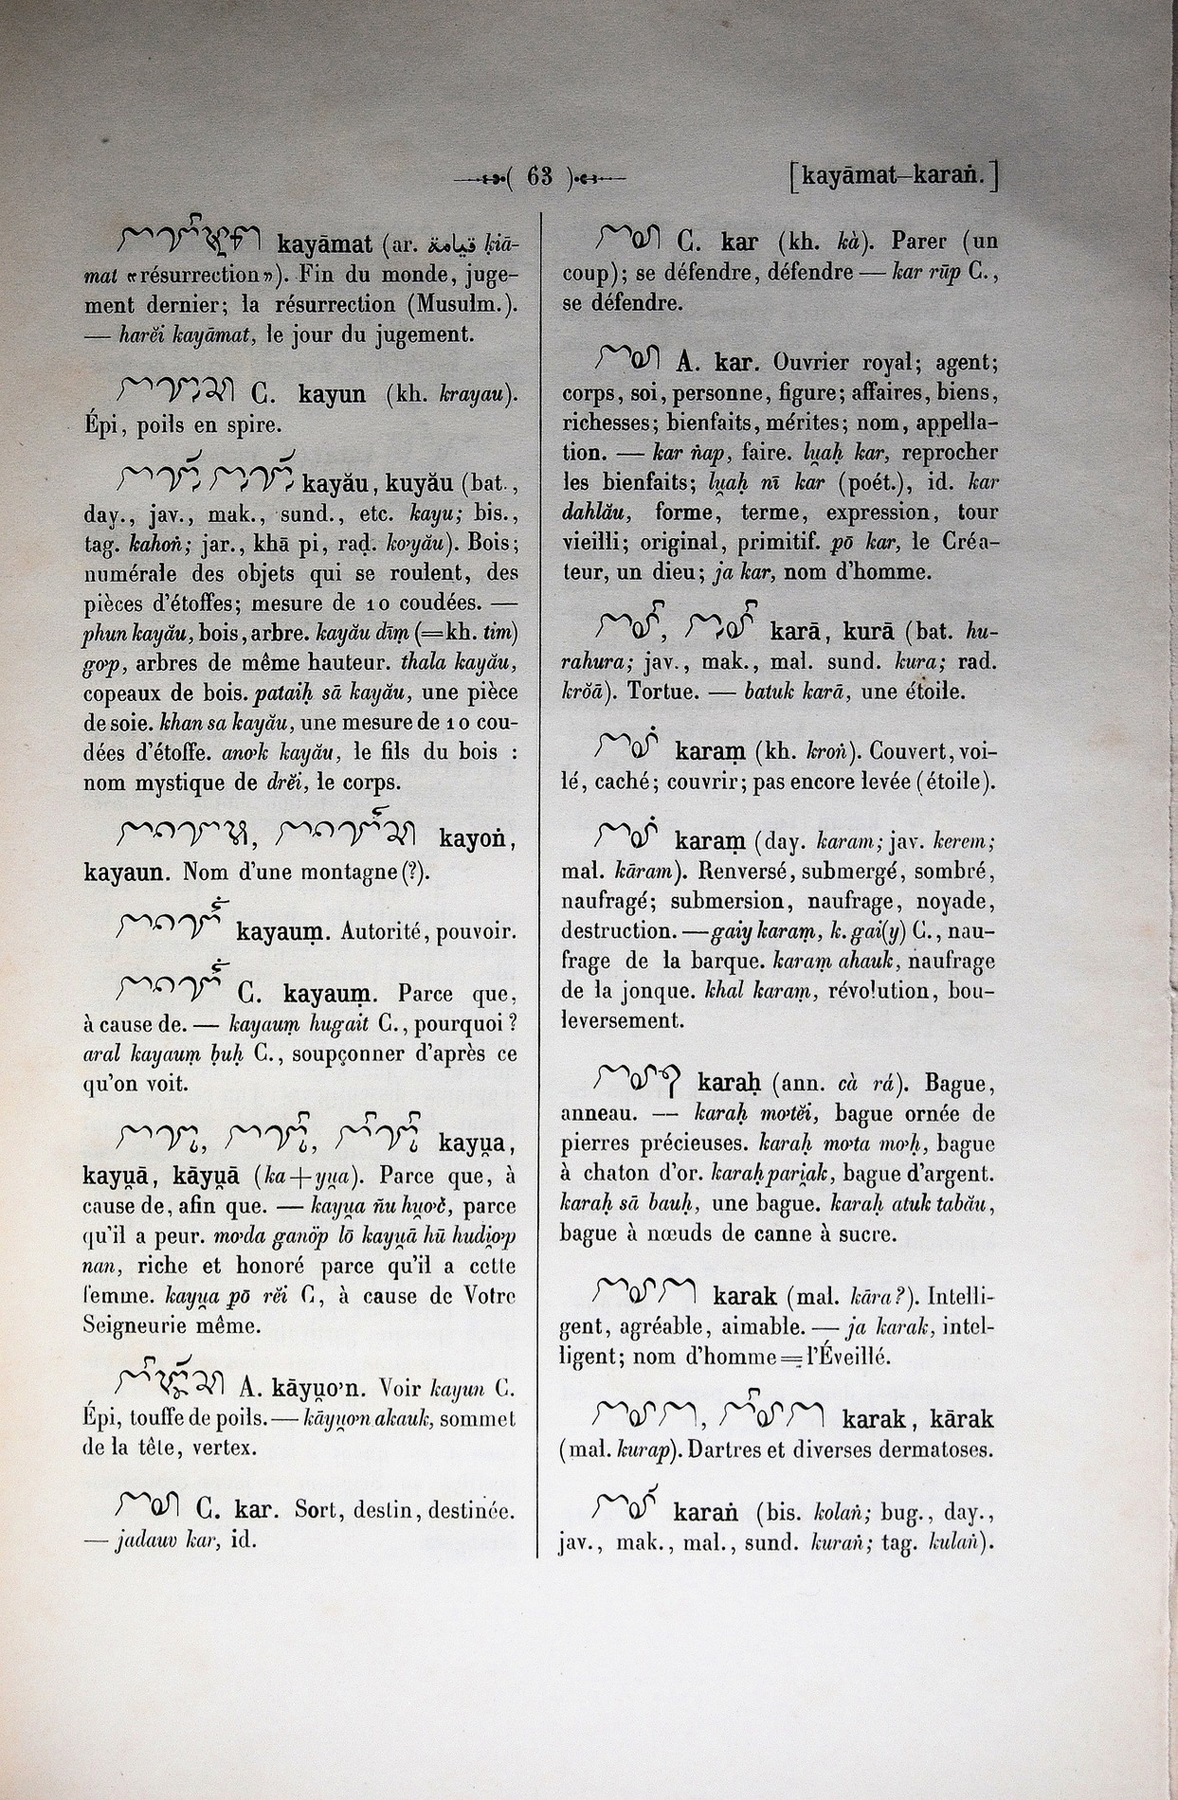 63
[kayāmat–karaṅ.]
kayāmat (ar. قيامة ḳiā-
mat «résurrection»). Fin du monde, juge-
ment dernier; la résurrection (Musulm.).
— harĕi kayāmat, le jour du jugement.
C. kayun (kh. krayau).
Épi, poils en spire.
kayău, kuyău (bat.,
day., jav., mak., sund., etc. kayu; bis.,
tag. kahoṅ; jar., khā pi, raḍ. ko̓yău). Bois;
numérale des objets qui se roulent, des
pièces d'étoffes; mesure de 10 coudées. —
phun kayău, bois, arbre. kayău dīṃ (=kh. tim)
go̓p, arbres de même hauteur. thala kayău,
copeaux de bois. pataiḥ sā kayău, une pièce
de soie. khan sa kayău, une mesure de 10 cou-
dées d'étoffe. ano̓k kayău, le fils du bois :
nom mystique de drĕi, le corps.
kayoṅ,
kayaun. Nom d'une montagne (?).
kayauṃ. Autorité, pouvoir.
C. kayauṃ. Parce que,
à cause de. — kayauṃ hugait C., pourquoi?
aral kayauṃ ḅuḥ C., soupçonner d'après ce
qu'on voit.
kayu̯a,
kayu̯ā, kāyu̯ā (ka+yu̯a). Parce que, à
cause de, afin que. — kayu̯a ñu hu̯o̓č, parce
qu'il a peur. mo̓da ganöp lō kayu̯ā hū hudi̯o̓p
nan, riche et honoré parce qu'il a cette
femme. kayu̯a pō rĕi C, à cause de Votre
Seigneurie même.
A. kāyu̯o̓n. Voir kayun C.
Épi, touffe de poils. — kāyu̯o̓n akauk, sommet
de la tête, vertex.
C. kar. Sort, destin, destinée.
— jadauv kar, id.
C. kar (kh. kà). Parer (un
coup); se défendre, défendre — kar rūp C.,
se défendre.
A. kar. Ouvrier royal; agent;
corps, soi, personne, figure; affaires, biens,
richesses; bienfaits, mérites; nom, appella-
tion. — kar ṅap, faire. lu̯aḥ kar, reprocher
les bienfaits; lu̯aḥ nī kar (poét.), id. kar
dahlău, forme, terme, expression, tour
vieilli; original, primitif. pō kar, le Créa-
teur, un dieu; ja kar, nom d'homme.
karā, kurā (bat. hu-
rahura; jav., mak., mal. sund. kura; rad.
krŏā). Tortue. — batuk karā, une étoile.
karaṃ (kh. kroṅ). Couvert, voi-
lé, caché; couvrir; pas encore levée (étoile).
karaṃ (day. karam; jav. kerem;
mal. kāram). Renversé, submergé, sombré,
naufragé; submersion, naufrage, noyade,
destruction. — gaiy karaṃ, k. gai(y) C., nau-
frage de la barque. karaṃ ahauk, naufrage
de la jonque. khal karaṃ, révolution, bou-
leversement.
karaḥ (ann. cà rá). Bague,
anneau. — karaḥ mo̓tĕi, bague ornée de
pierres précieuses. karaḥ mo̓ta mo̓ḥ, bague
à chaton d'or. karaḥ pari̯ak, bague d'argent.
karaḥ sā bauḥ, une bague. karaḥ atuk tabău,
bague à nœuds de canne à sucre.
karak (mal. kāra?). Intelli-
gent, agréable, aimable. — ja karak, intel-
ligent; nom d'homme = l'Éveillé.
karak, kārak
(mal. kurap). Dartres et diverses dermatoses.
karaṅ (bis. kolaṅ; bug., day.,
jav., mak., mal., sund. kuraṅ; tag. kulaṅ).